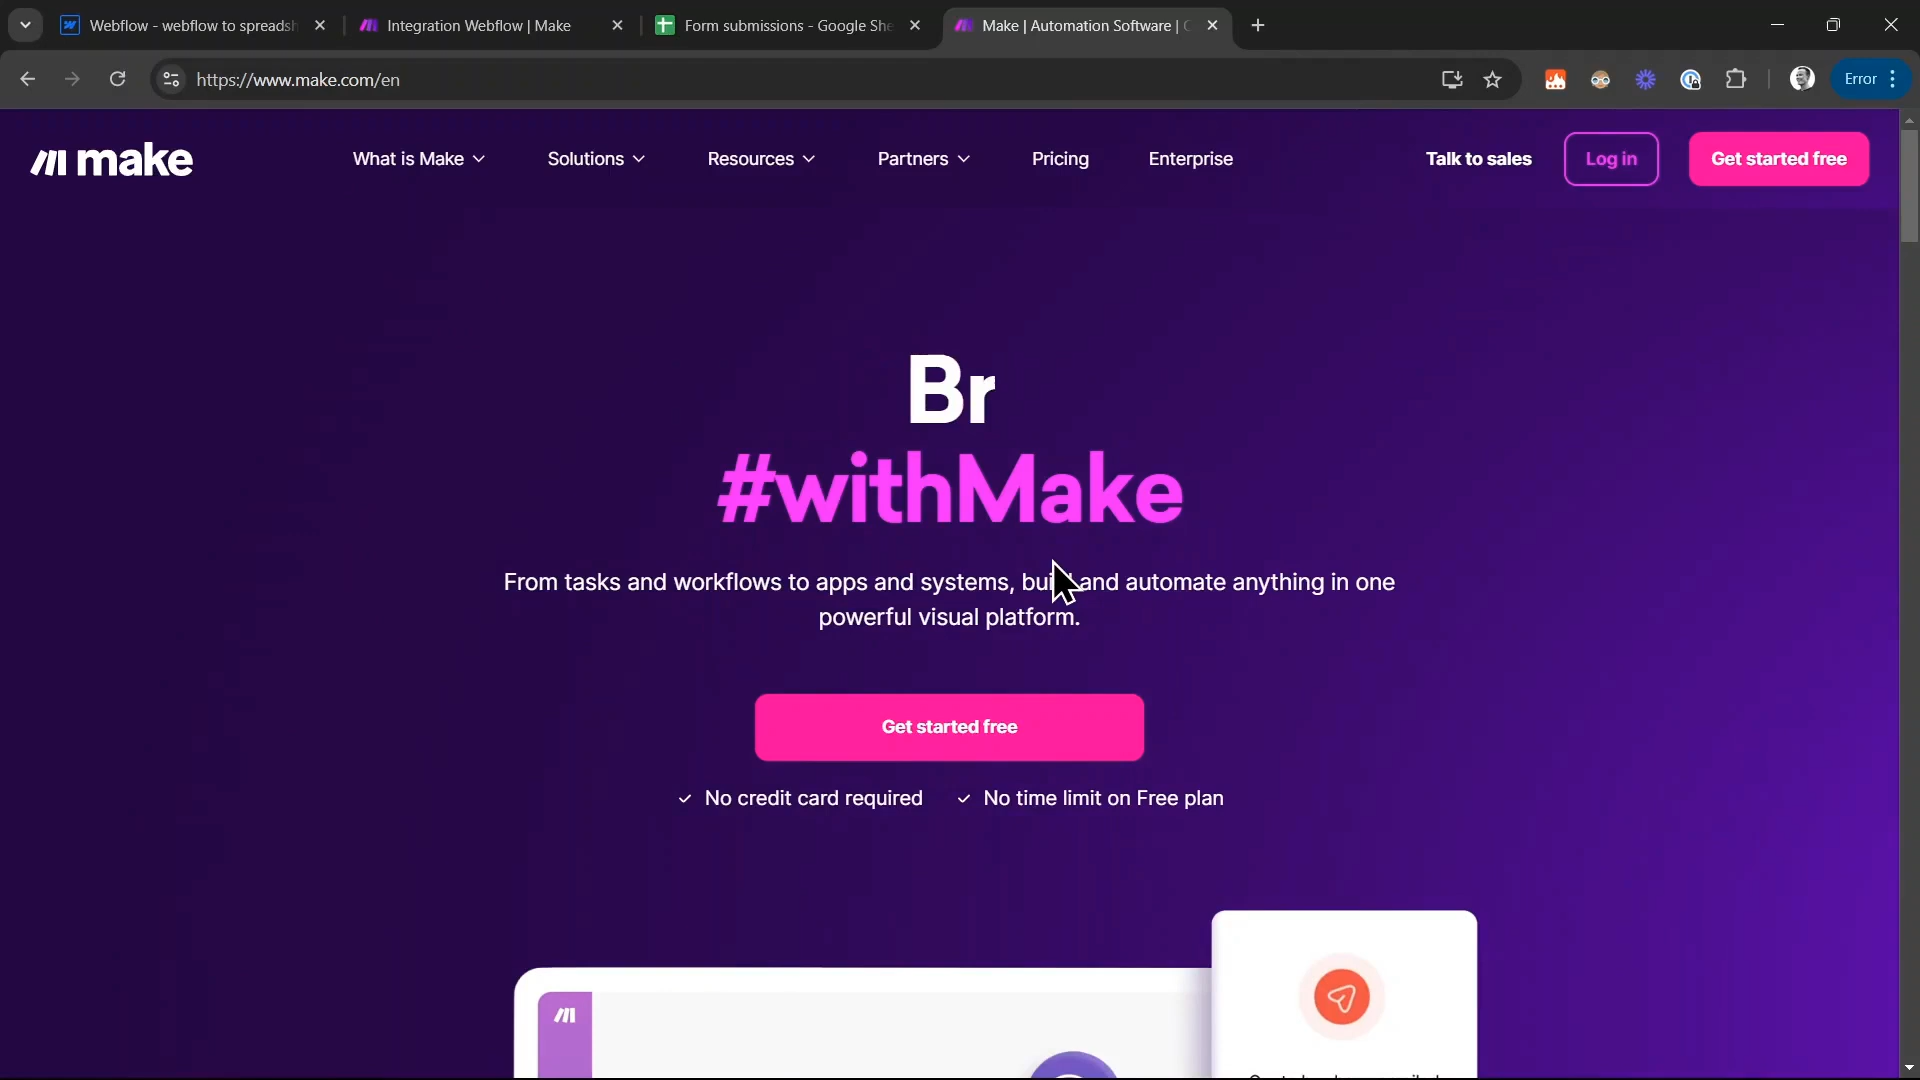 Webflow - webflow to spreads
Integration Webflow | Make
Form submissions - Google She
Make | Automation Software |
https://www.make.com/en
Error
make
What is Make
Solutions
Resources
Partners
Pricing
Enterprise
Talk to sales
Log in
Get started free
Br
#withMake
From tasks and workflows to apps and systems, build and automate anything in one
powerful visual platform.
Get started free
No credit card required
No time limit on Free plan